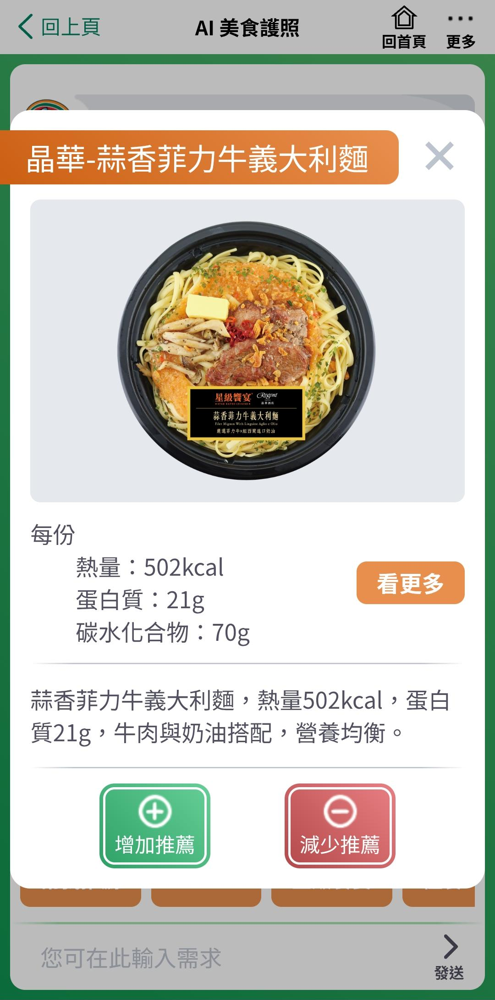 回上頁
AI 美食護照
回首頁
更多
晶華-蒜香菲力牛義大利麵
星級饗宴
STAR RATED CUISINE
Regent
晶華酒店
蒜香菲力牛義大利麵
Filet Mignon With Linguine Aglio e Olio
嚴選菲力牛x紐西蘭進口奶油
每份
熱量：502kcal
蛋白質：21g
碳水化合物：70g
看更多
蒜香菲力牛義大利麵，熱量502kcal，蛋白
質21g，牛肉與奶油搭配，營養均衡。
增加推薦
減少推薦
您可在此輸入需求
發送